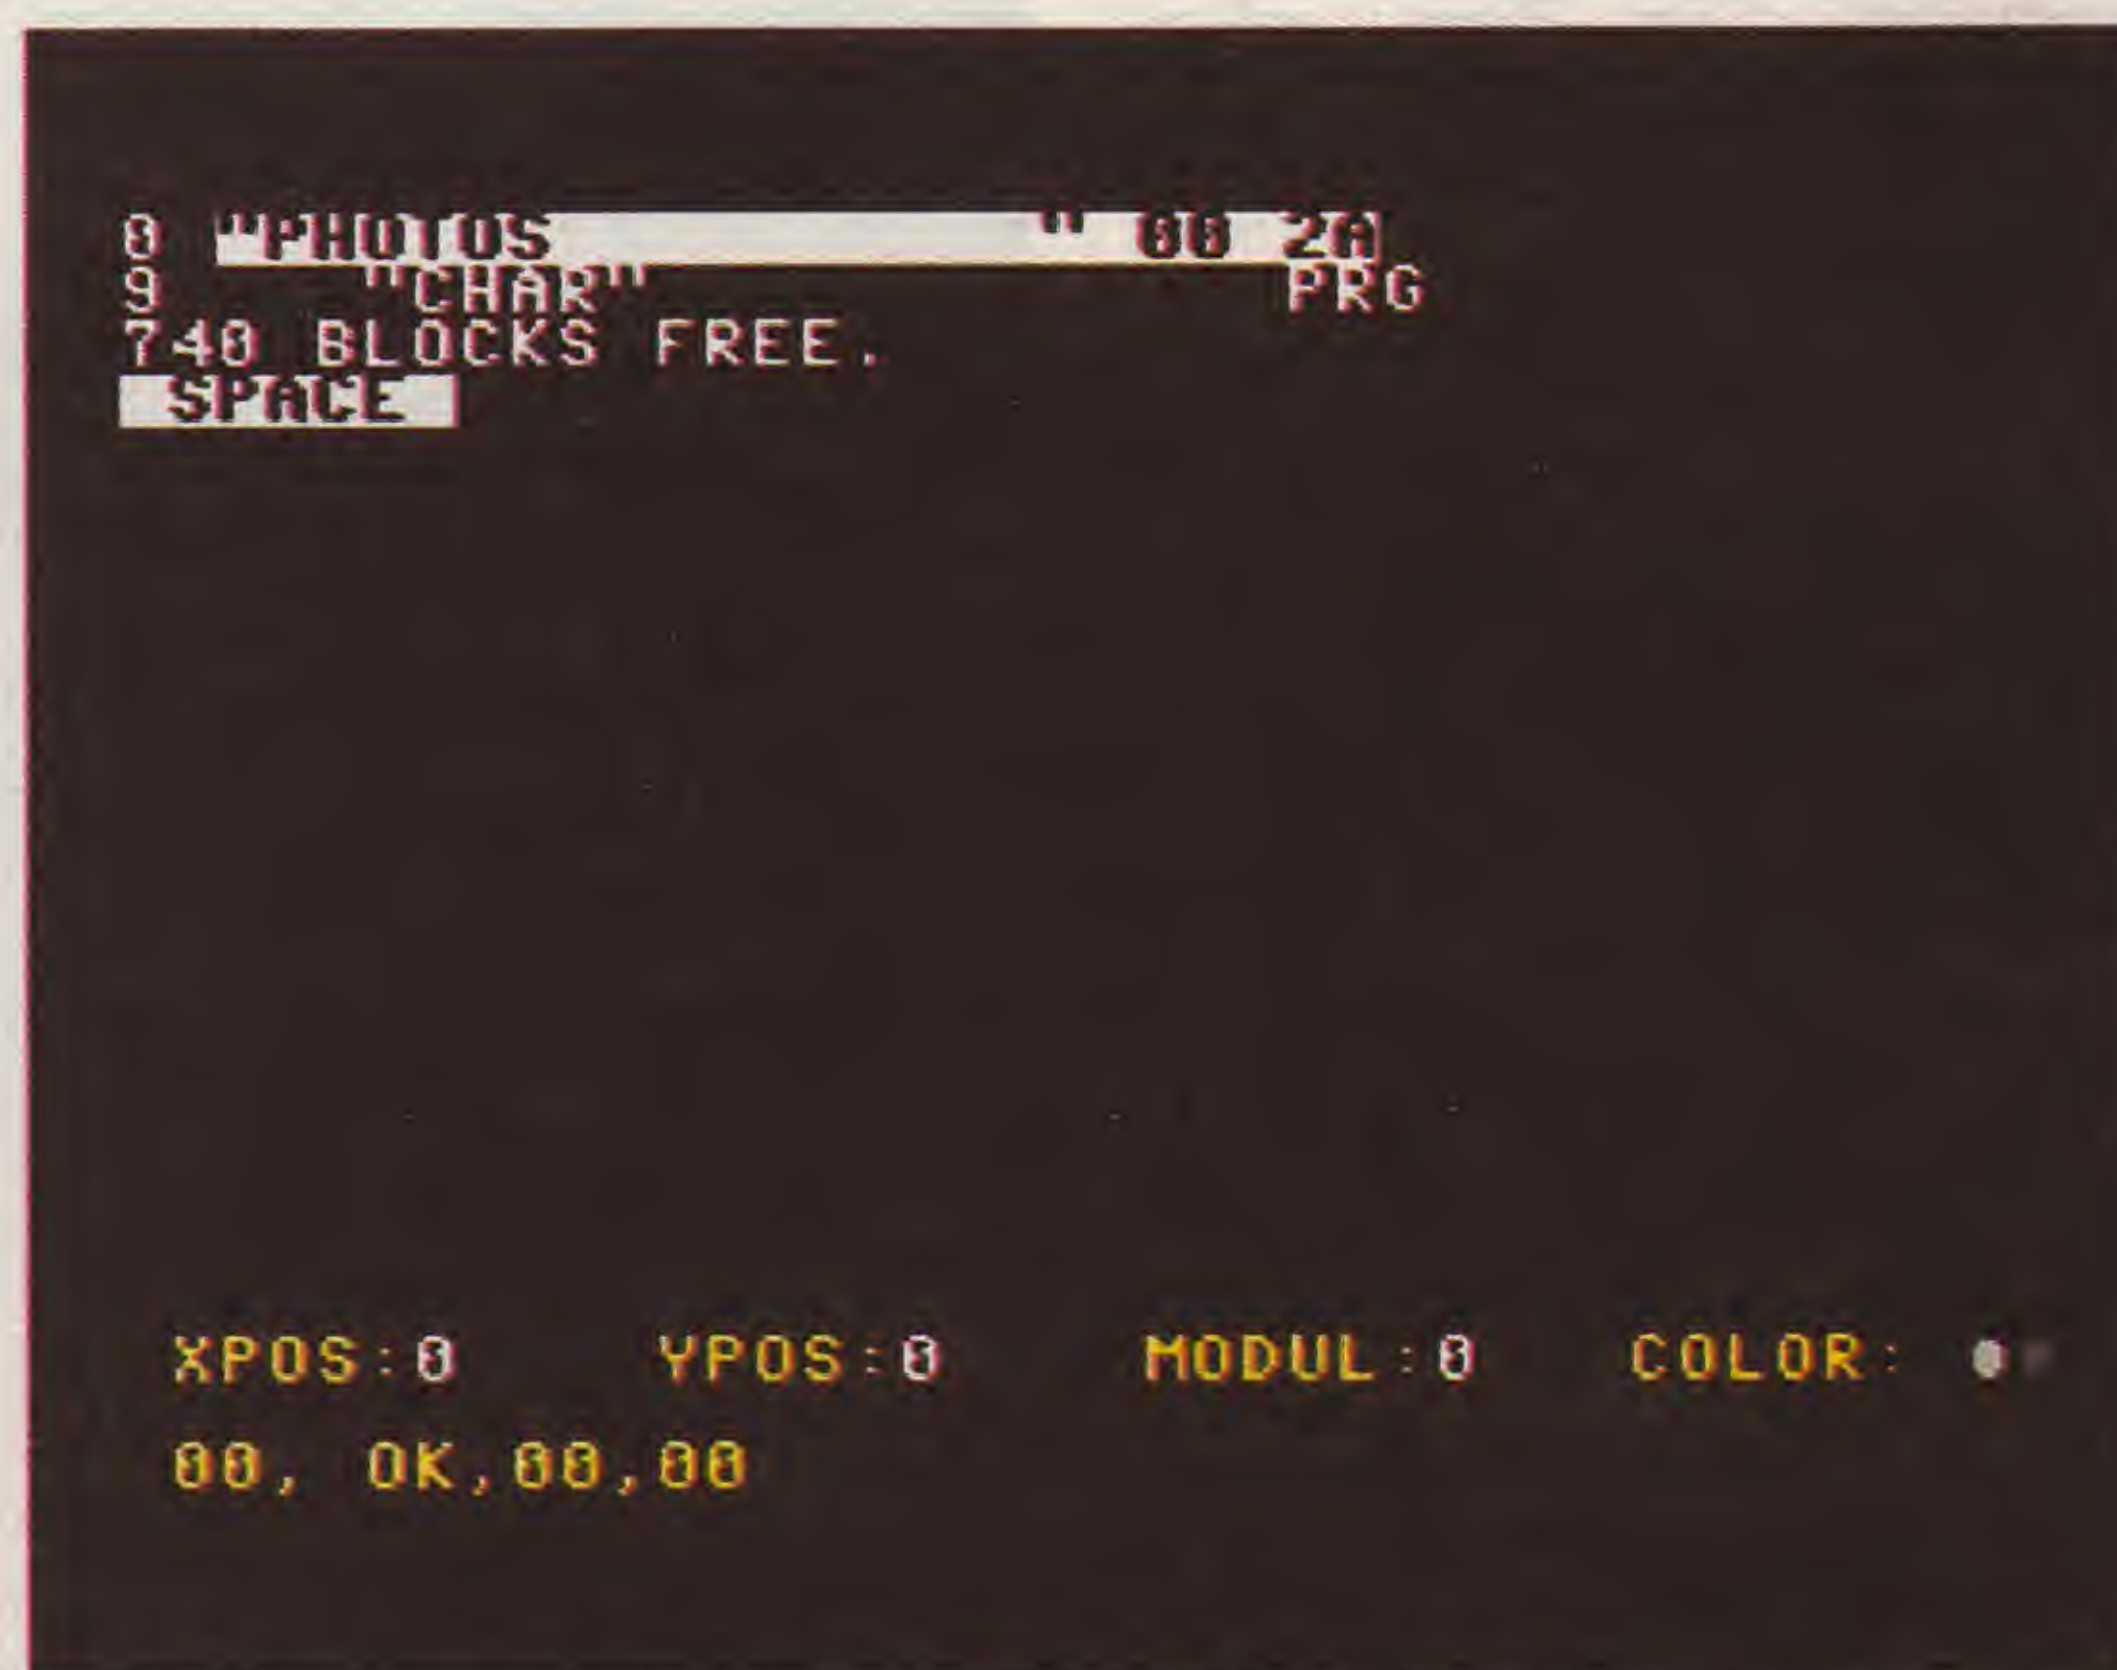 0 "PHOTOS          " 00 2A
9    "CHAR"             PRG
740 BLOCKS FREE.
SPACE
XPOS:0    YPOS:0    MODUL:0   COLOR:
00, OK,00,00